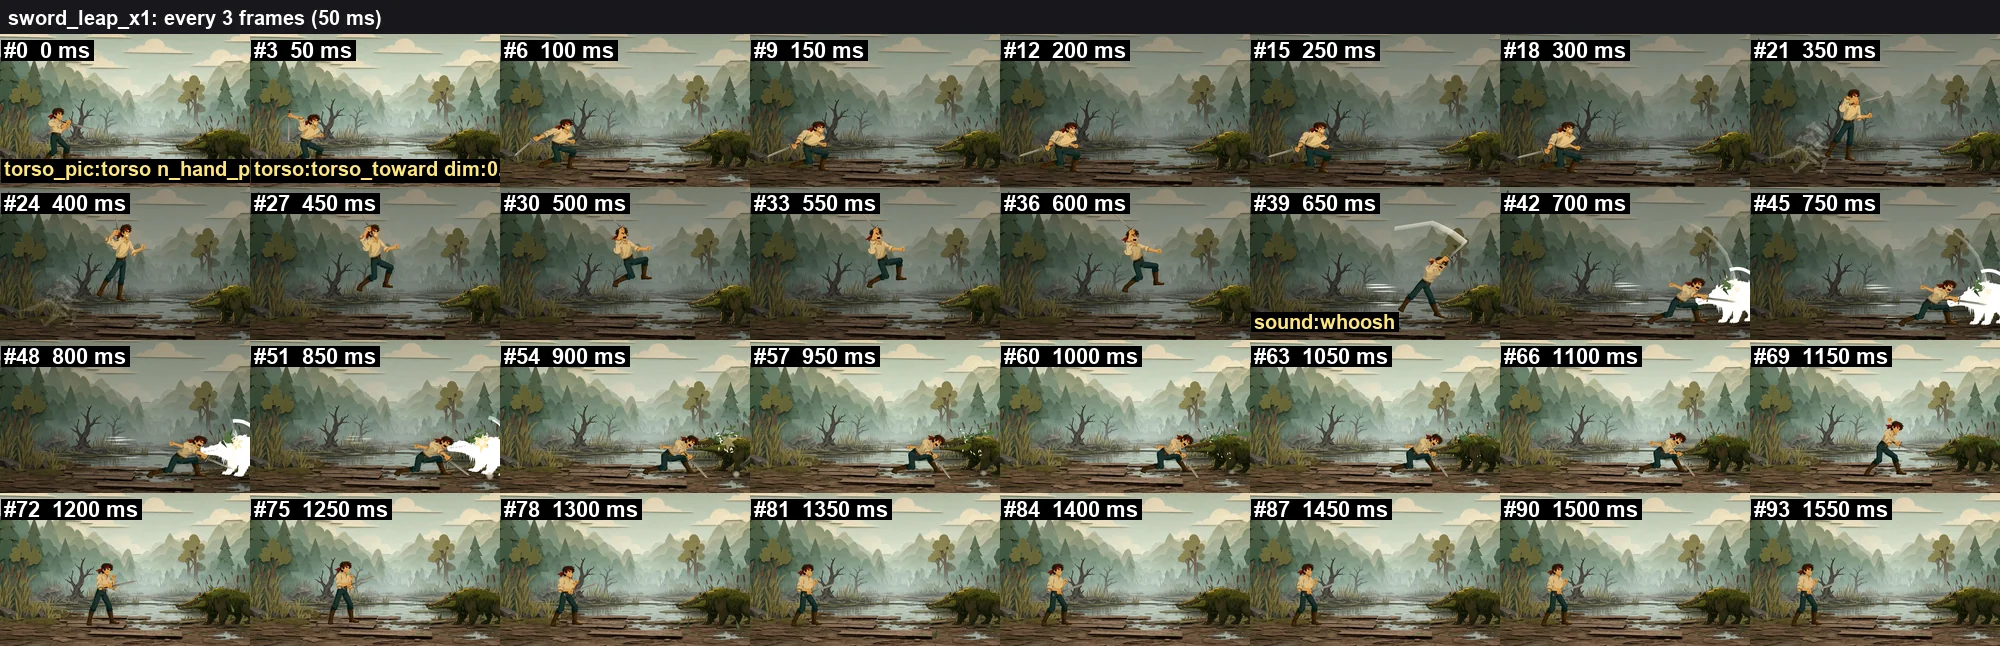 sword_leap_x1: every 3 frames (50 ms)
#0 0 ms
#3 50 ms
#6 100 ms
#9 150 ms
#12 200 ms
#15 250 ms
#18 300 ms
#21 350 ms
torso_pic:torso n_hand_p
torso:torso_toward dim:0.
#24 400 ms
#27 450 ms
#30 500 ms
#33 550 ms
#36 600 ms
#39 650 ms
#42 700 ms
#45 750 ms
sound:whoosh
#48 800 ms
#51 850 ms
#54 900 ms
#57 950 ms
#60 1000 ms
#63 1050 ms
#66 1100 ms
#69 1150 ms
#72 1200 ms
#75 1250 ms
#78 1300 ms
#81 1350 ms
#84 1400 ms
#87 1450 ms
#90 1500 ms
#93 1550 ms